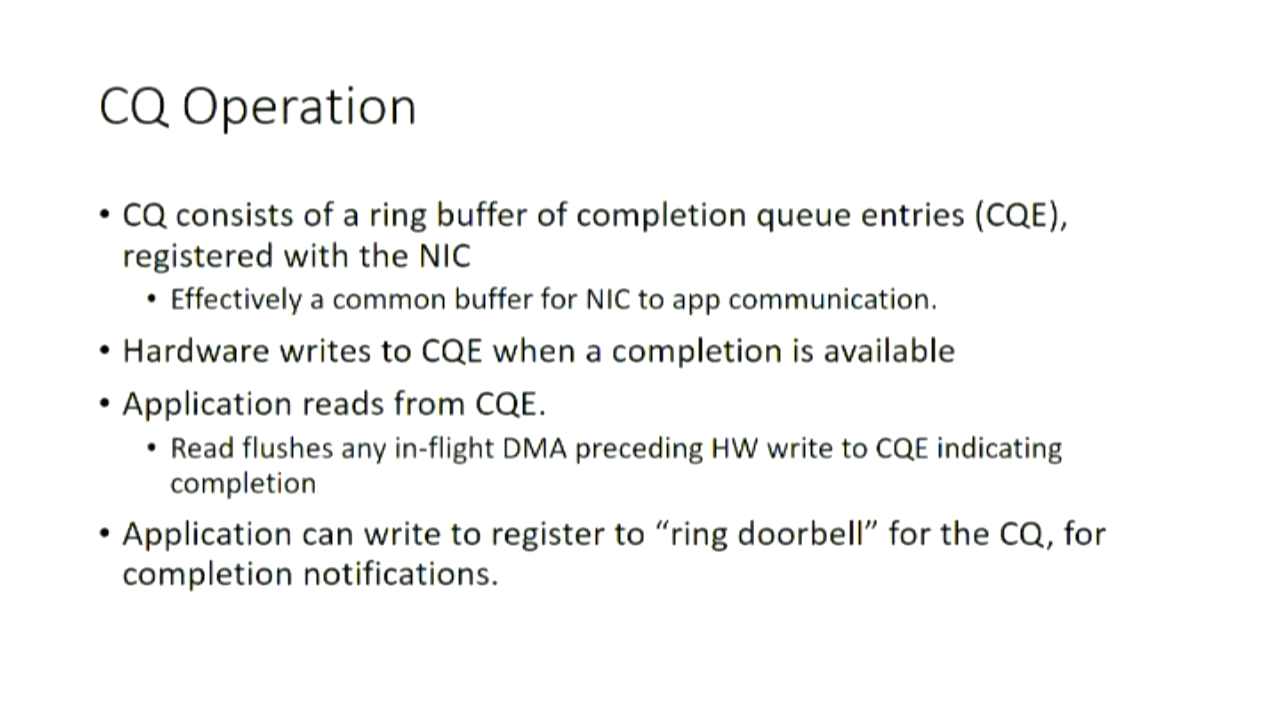 CQ Operation
• CQ consists of a ring buffer of completion queue entries (CQE),
registered with the NIC
• Effectively a common buffer for NIC to app communication.
• Hardware writes to CQE when a completion is available
• Application reads from CQE.
• Read flushes any in-flight DMA preceding HW write to CQE indicating
completion
• Application can write to register to “ring doorbell” for the CQ, for
completion notifications.